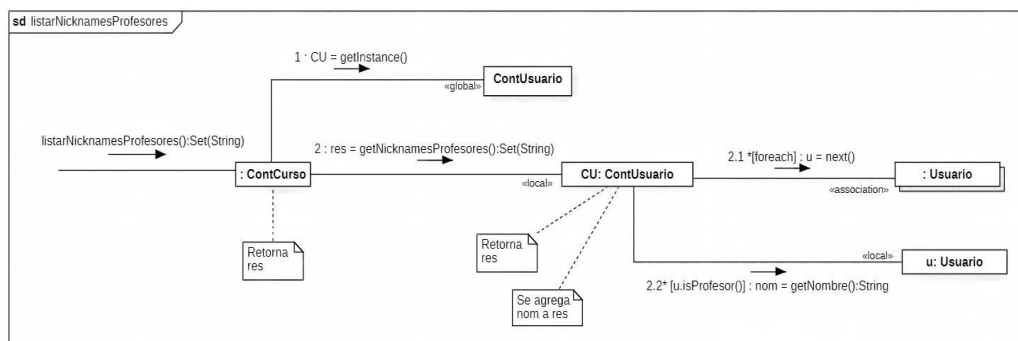 sd listarNicknamesProfesores
1 : CU = getInstance()
«global»
ContUsuario
listarNicknamesProfesores():Set(String)
: ContCurso
2 : res = getNicknamesProfesores():Set(String)
«local»
CU: ContUsuario
2.1 *[foreach] : u = next()
«association»
: Usuario
Retorna
res
Retorna
res
Se agrega
nom a res
«local»
u: Usuario
2.2* [u.isProfesor()] : nom = getNombre():String